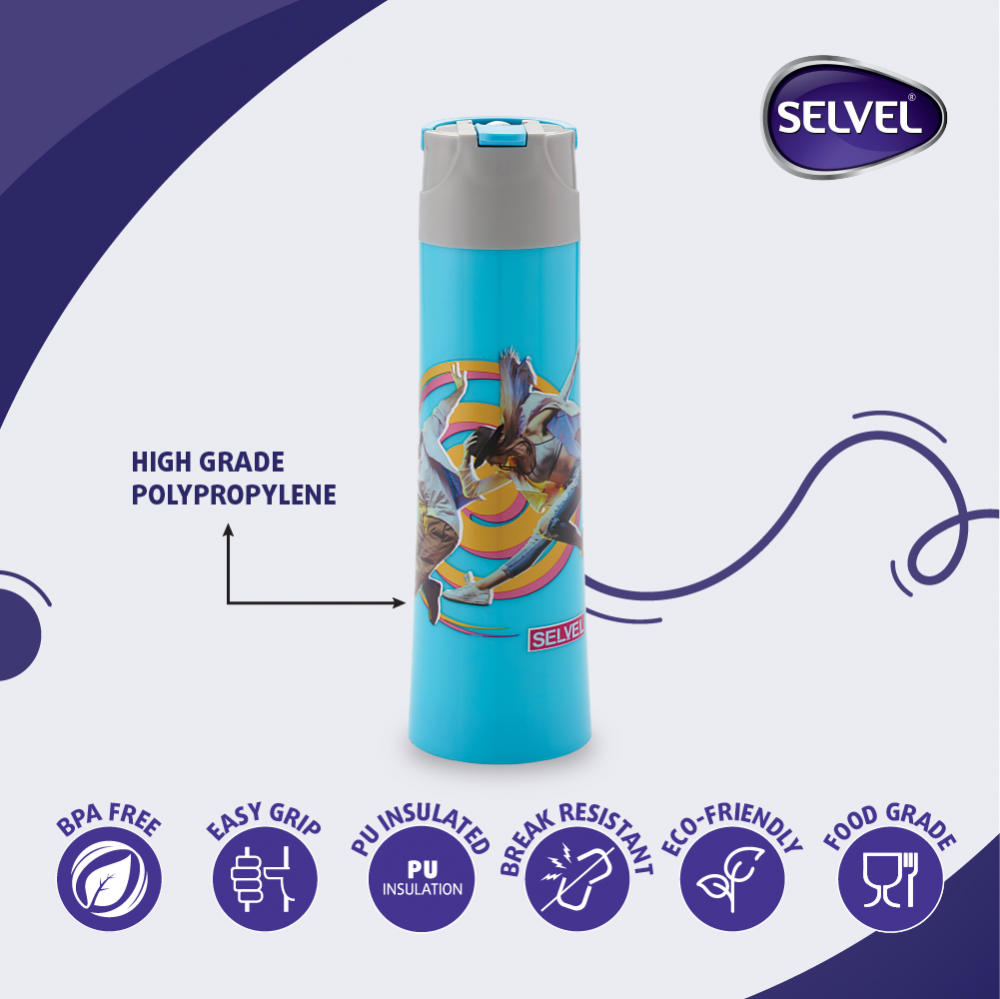 SELVEL®
HIGH GRADE
POLYPROPYLENE
SELVEL
BPA FREE
EASY GRIP
PU INSULATED
PU
INSULATION
BREAK RESISTANT
ECO-FRIENDLY
FOOD GRADE